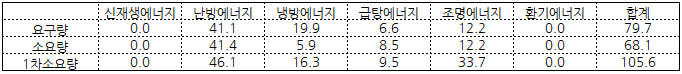 신재생에너지 난방에너지 냉방에너지 급탕에너지 조명에너지 환기에너지 합계
요구량 0.0 41.1 19.9 6.6 12.2 0.0 79.7
소요량 0.0 41.4 5.9 8.5 12.2 0.0 68.1
1차소요량 0.0 46.1 16.3 9.5 33.7 0.0 105.6